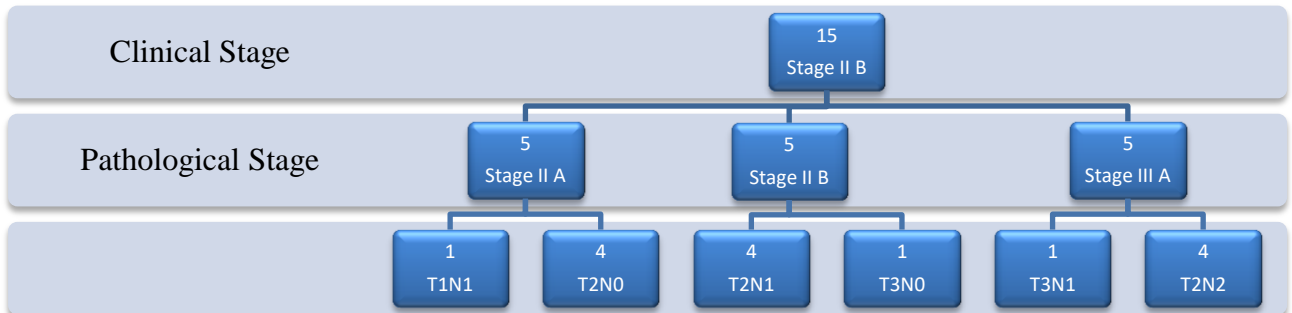 Clinical Stage
15
Stage II B
Pathological Stage
5
Stage II A
5
Stage II B
5
Stage III A
1
T1N1
4
T2N0
4
T2N1
1
T3N0
1
T3N1
4
T2N2